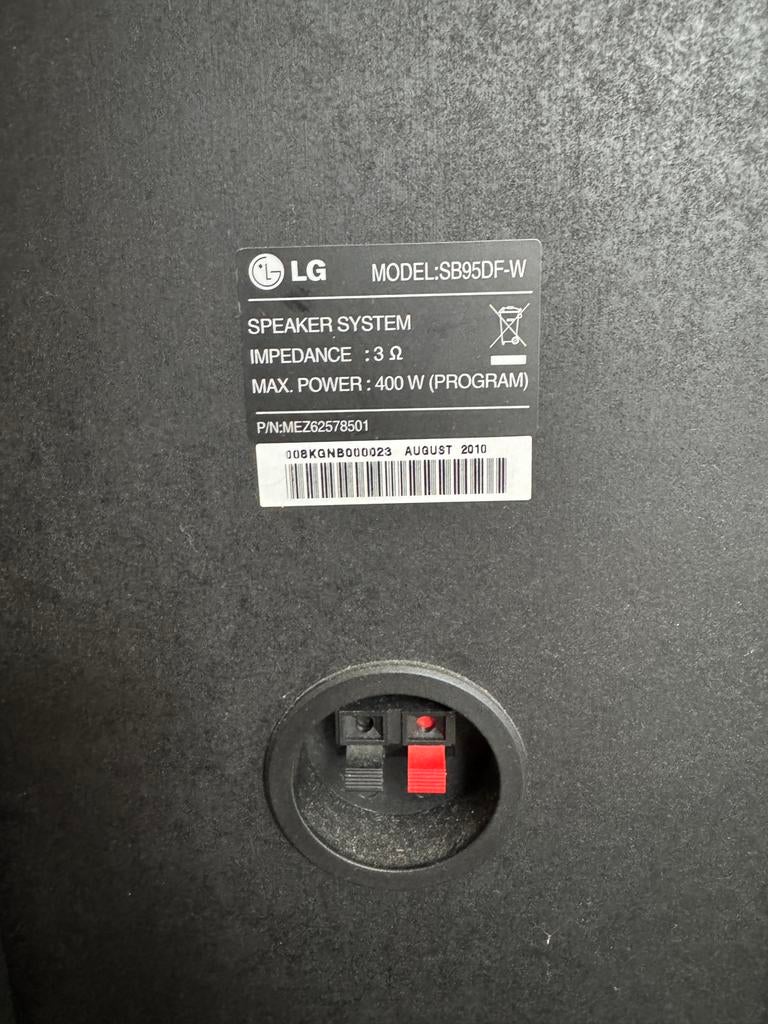 LG MODEL:SB95DF-W
SPEAKER SYSTEM
IMPEDANCE : 3 Ω
MAX. POWER : 400 W (PROGRAM)
P/N:MEZ62578501
008KGNB000023 AUGUST 2010